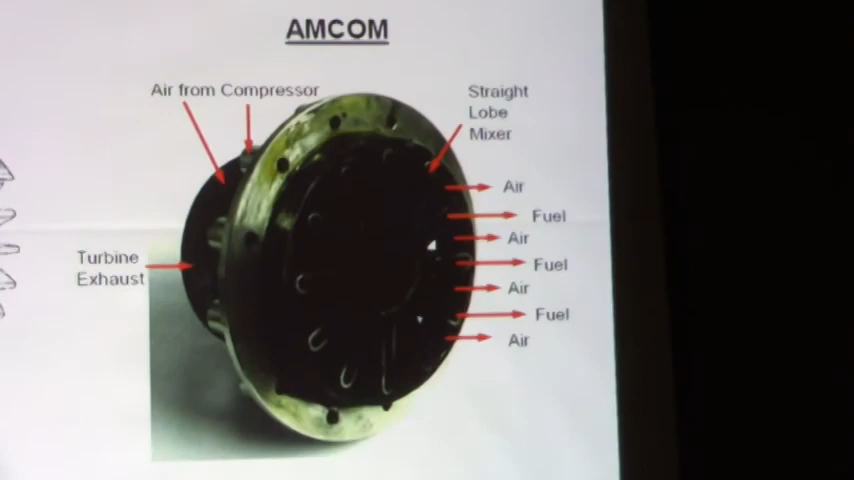 AMCOM
Air from Compressor
Straight
Lobe
Mixer
Air
Fuel
Air
Fuel
Air
Fuel
Air
Turbine
Exhaust